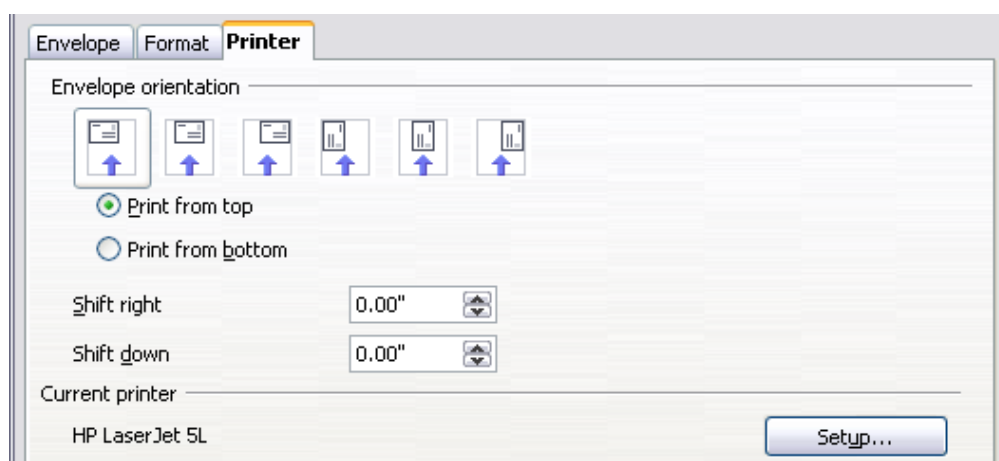 Envelope Format Printer
Envelope orientation
Print from top
Print from bottom
Shift right 0.00"
Shift down 0.00"
Current printer
HP LaserJet 5L Setup...